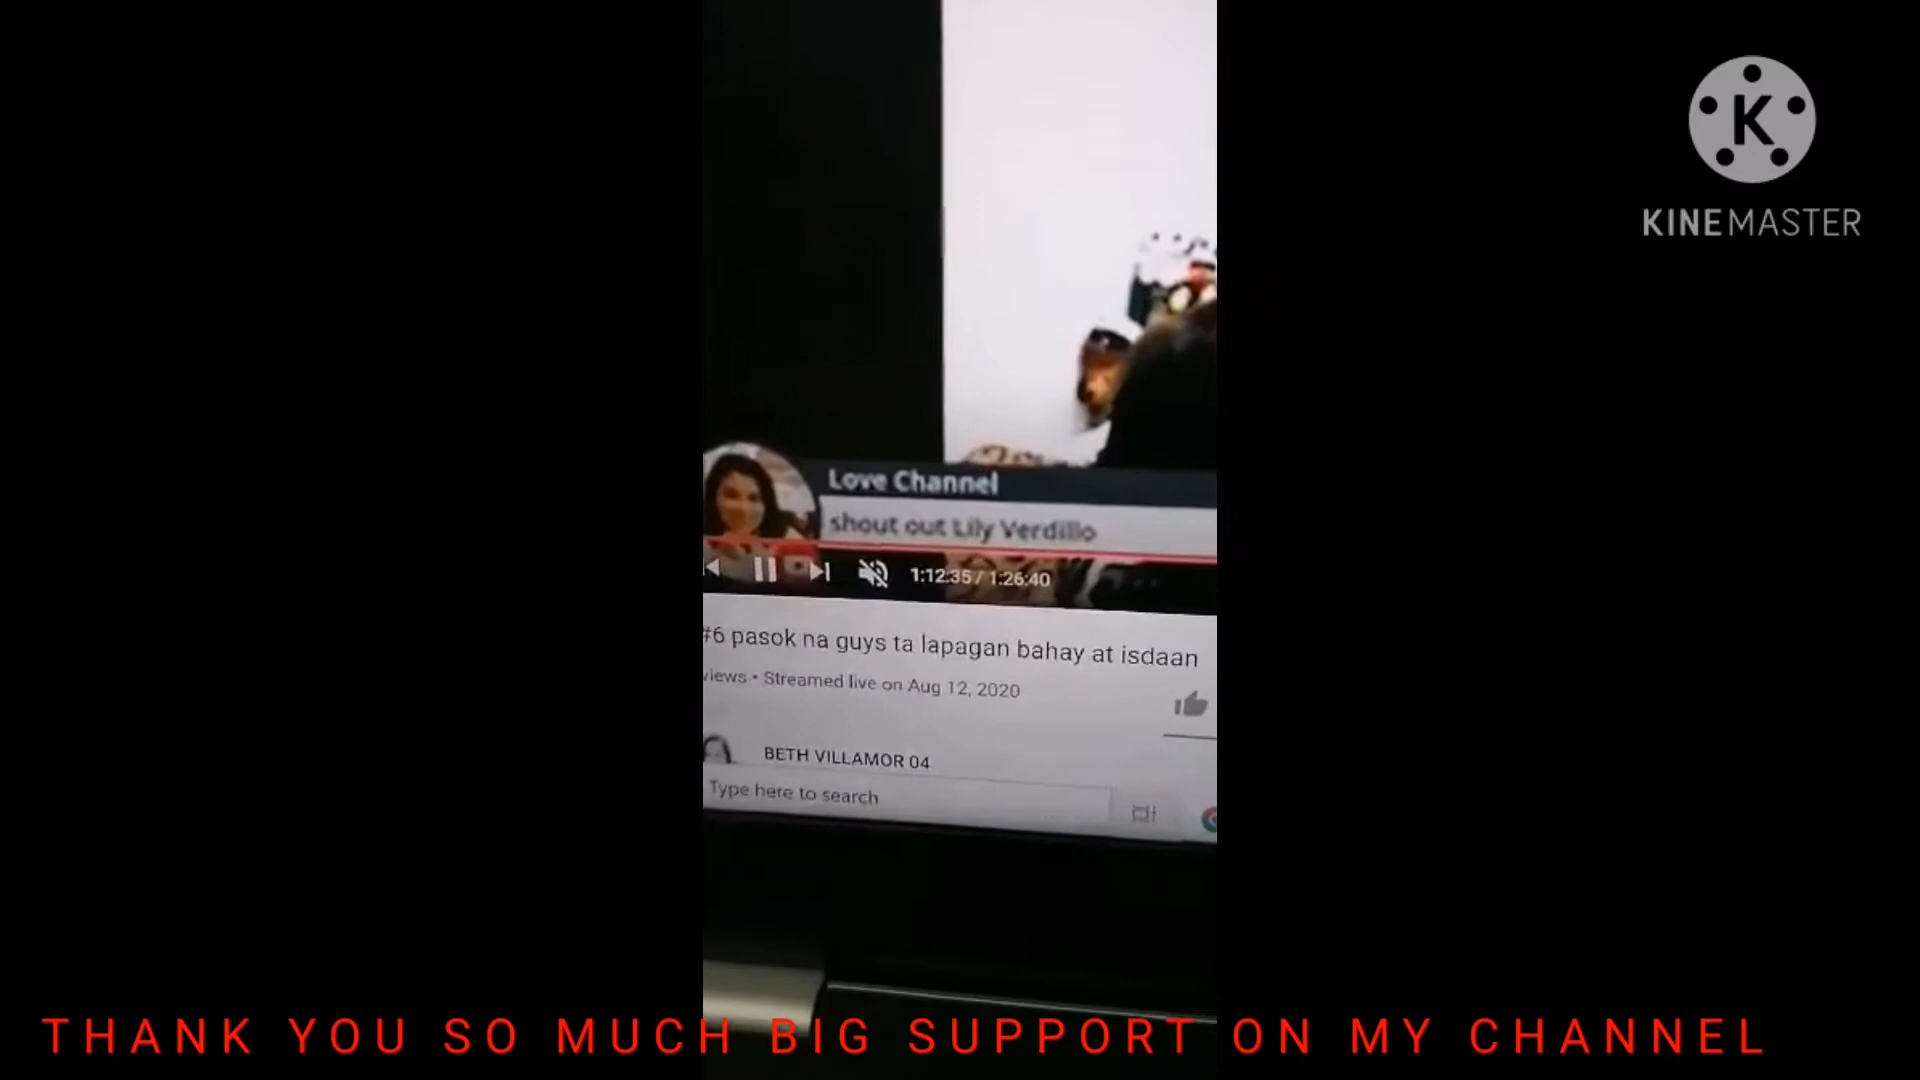 K
KINEMASTER
Love Channel
shout out Lily Verdillo
1:12:35 / 1:26:40
#6 pasok na guys ta lapagan bahay at isdaan
views • Streamed live on Aug 12, 2020
BETH VILLAMOR 04
Type here to search
THANK YOU SO MUCH BIG SUPPORT ON MY CHANNEL